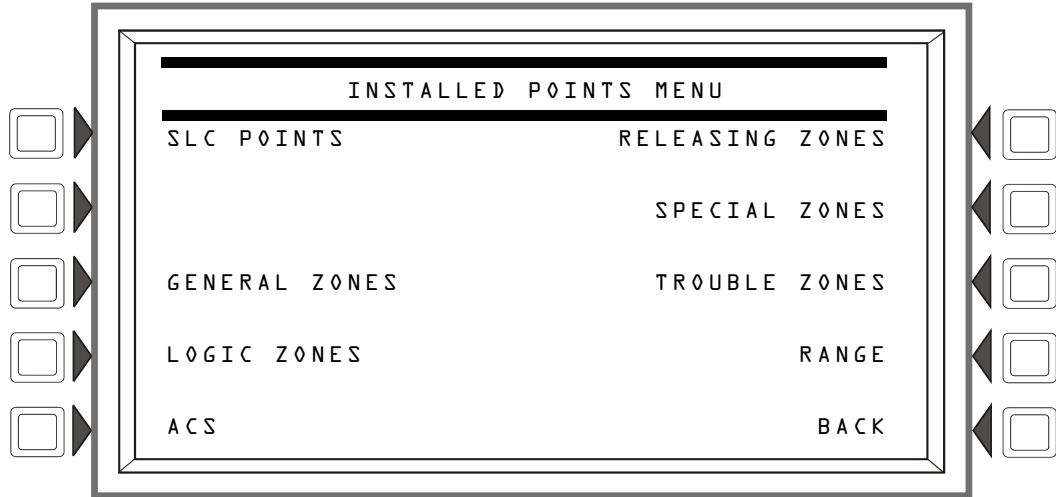 INSTALLED POINTS MENU
SLC POINTS RELEASING ZONES
SPECIAL ZONES
GENERAL ZONES TROUBLE ZONES
LOGIC ZONES RANGE
ACS BACK